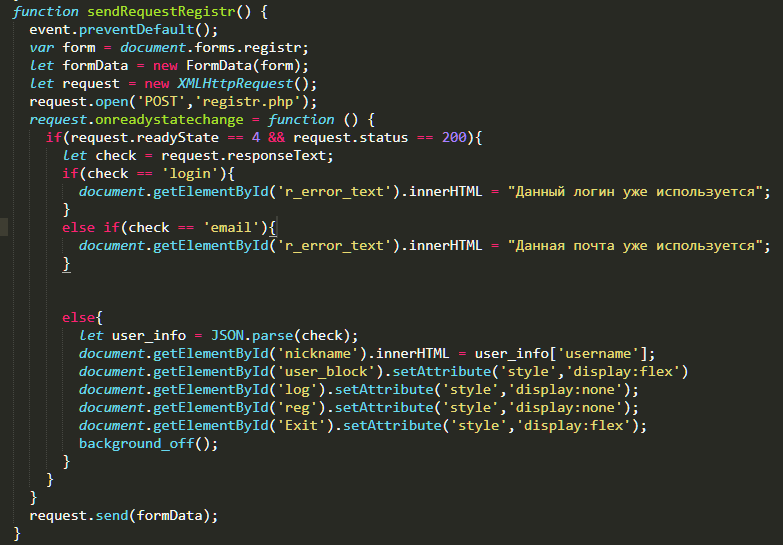 function sendRequestRegistr() {
event.preventDefault();
var form = document.forms.registr;
let formData = new FormData(form);
let request = new XMLHttpRequest();
request.open('POST','registr.php');
request.onreadystatechange = function () {
if(request.readyState == 4 && request.status == 200){
let check = request.responseText;
if(check == 'login'){
document.getElementById('r_error_text').innerHTML = "Данный логин уже используется";
}
else if(check == 'email'){
document.getElementById('r_error_text').innerHTML = "Данная почта уже используется";
}
else{
let user_info = JSON.parse(check);
document.getElementById('nickname').innerHTML = user_info['username'];
document.getElementById('user_block').setAttribute('style','display:flex')
document.getElementById('log').setAttribute('style','display:none');
document.getElementById('reg').setAttribute('style','display:none');
document.getElementById('Exit').setAttribute('style','display:flex');
background_off();
}
}
}
request.send(formData);
}